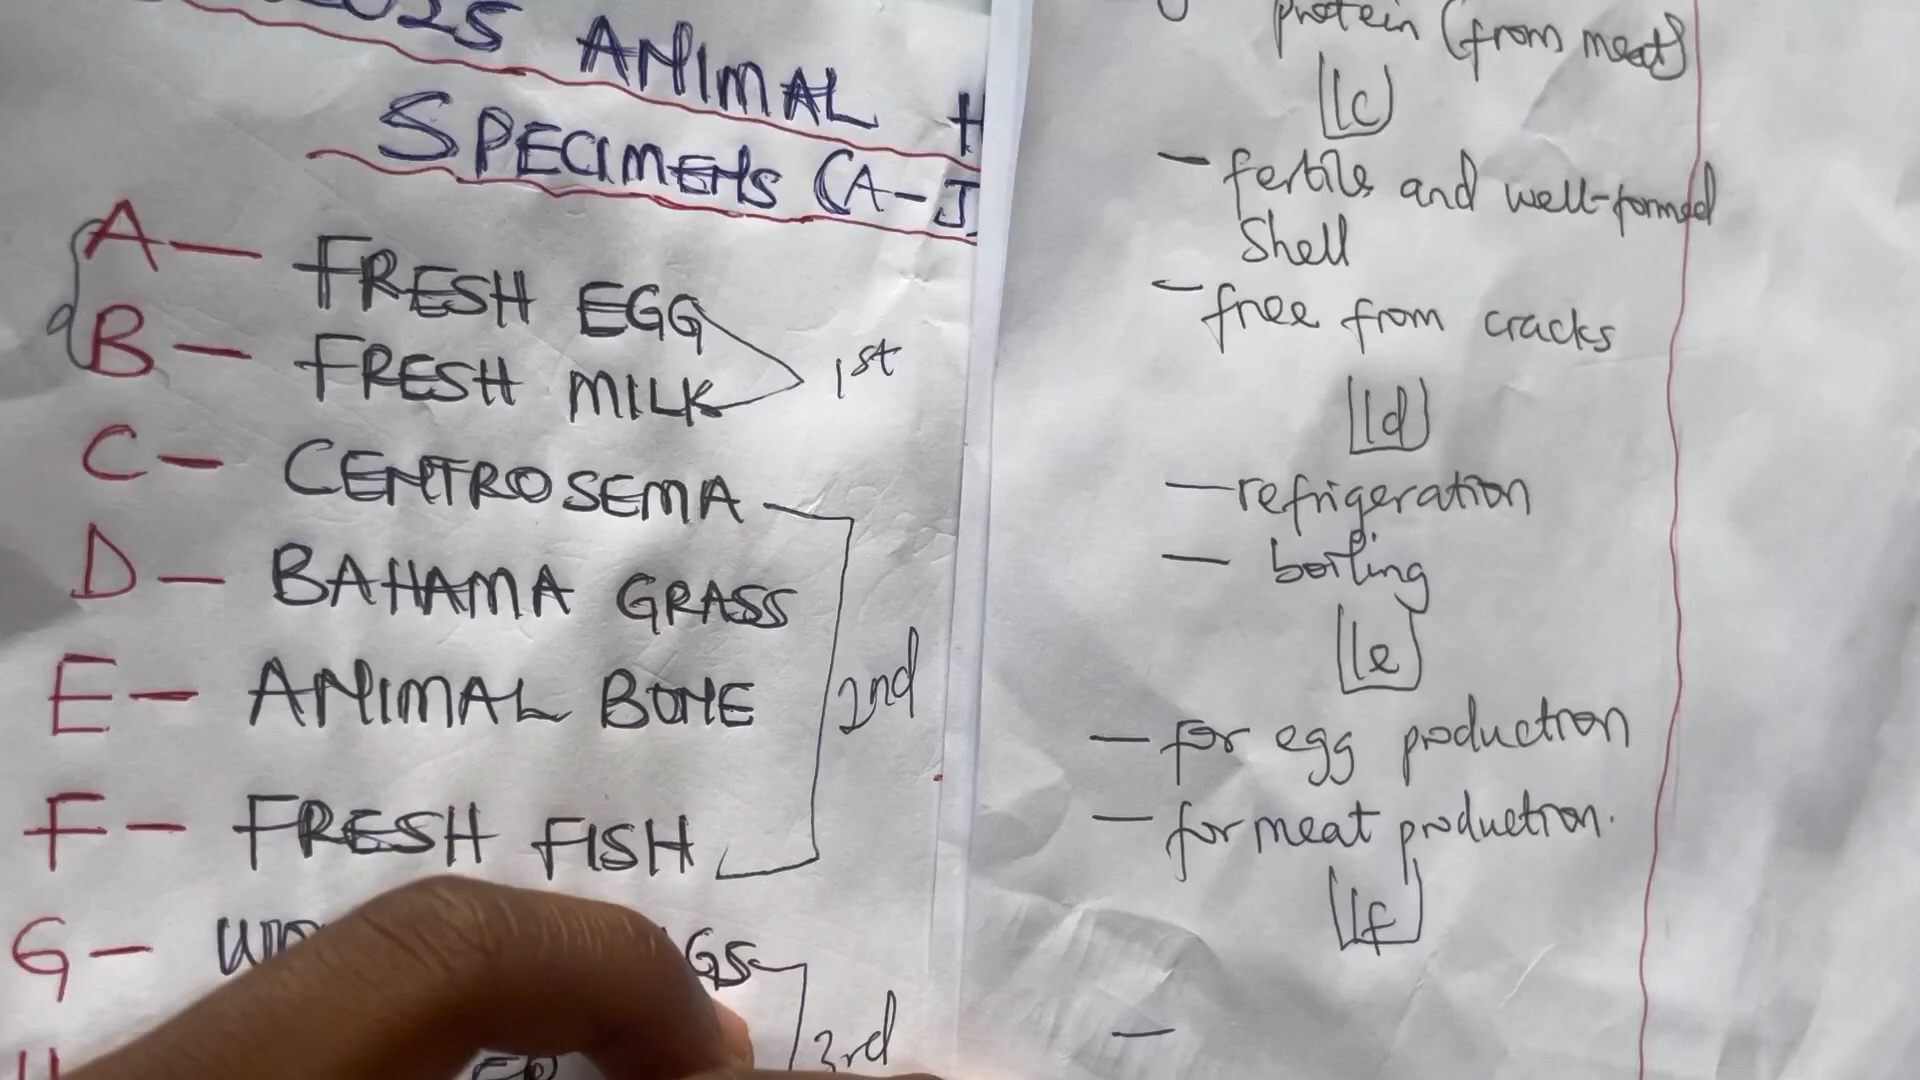 2025 ANIMAL H
SPECIMENS (A-J
A — FRESH EGG
B — FRESH MILK
1st
C — CENTROSEMA
D — BAHAMA GRASS
E — ANIMAL BONE
F — FRESH FISH
2nd
G —
3rd
protein (from meat)
1c
- fertile and well-formed
Shell
- free from cracks
1d
- refrigeration
- boiling
1e
- for egg production
- for meat production.
1f
-